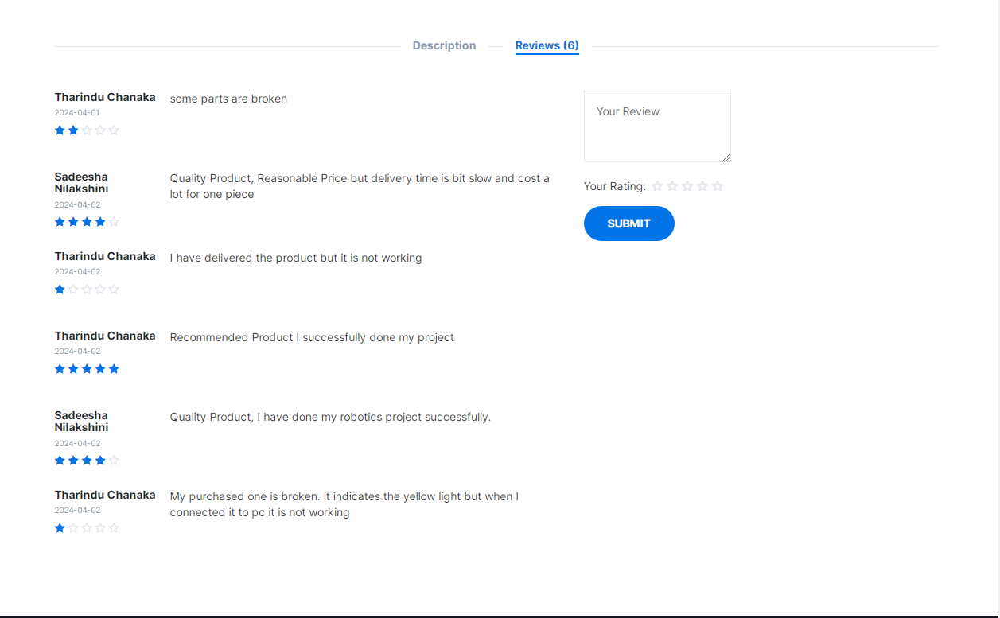 Description
Reviews (6)
Tharindu Chanaka
2024-04-01
some parts are broken
Sadeesha
Nilakshini
2024-04-02
Quality Product, Reasonable Price but delivery time is bit slow and cost a
lot for one piece
Tharindu Chanaka
2024-04-02
I have delivered the product but it is not working
Tharindu Chanaka
2024-04-02
Recommended Product I successfully done my project
Sadeesha
Nilakshini
2024-04-02
Quality Product, I have done my robotics project successfully.
Tharindu Chanaka
2024-04-02
My purchased one is broken. it indicates the yellow light but when I
connected it to pc it is not working
Your Review
Your Rating:
SUBMIT